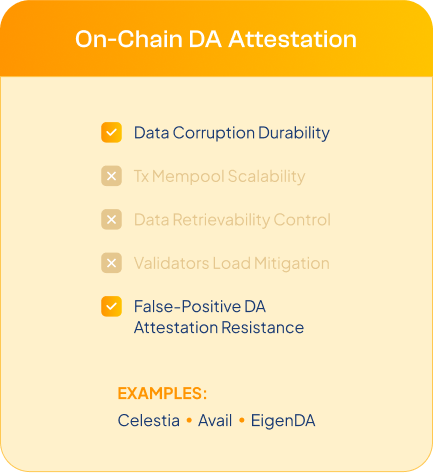 On-Chain DA Attestation
Data Corruption Durability
Tx Mempool Scalability
Data Retrievability Control
Validators Load Mitigation
False-Positive DA
Attestation Resistance
EXAMPLES:
Celestia • Avail • EigenDA